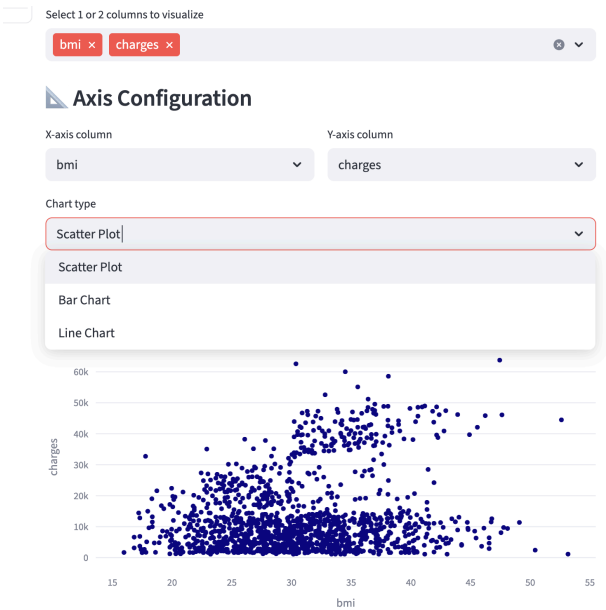 Select 1 or 2 columns to visualize
bmi × charges ×
Axis Configuration
X-axis column Y-axis column
bmi charges
Chart type
Scatter Plot
Scatter Plot
Bar Chart
Line Chart
60k
50k
40k
30k
20k
10k
0
charges
15 20 25 30 35 40 45 50 55
bmi